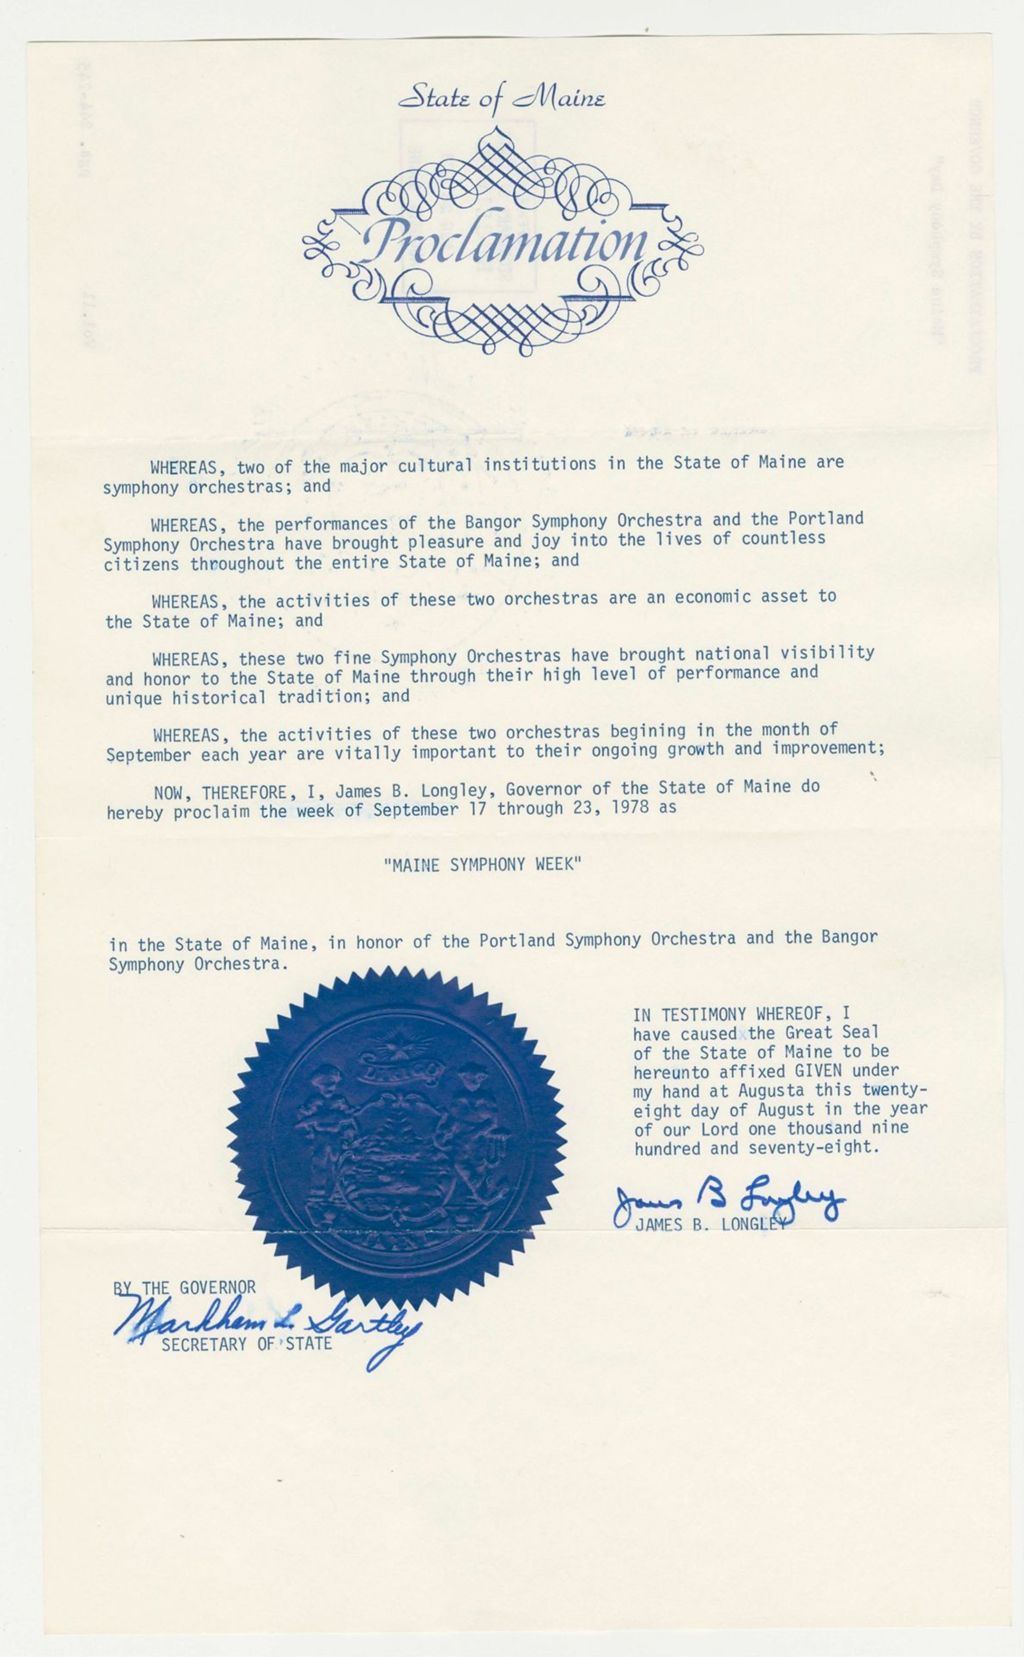 State of Maine
Proclamation
WHEREAS, two of the major cultural institutions in the State of Maine are
symphony orchestras; and
WHEREAS, the performances of the Bangor Symphony Orchestra and the Portland
Symphony Orchestra have brought pleasure and joy into the lives of countless
citizens throughout the entire State of Maine; and
WHEREAS, the activities of these two orchestras are an economic asset to
the State of Maine; and
WHEREAS, these two fine Symphony Orchestras have brought national visibility
and honor to the State of Maine through their high level of performance and
unique historical tradition; and
WHEREAS, the activities of these two orchestras begining in the month of
September each year are vitally important to their ongoing growth and improvement;
NOW, THEREFORE, I, James B. Longley, Governor of the State of Maine do
hereby proclaim the week of September 17 through 23, 1978 as
"MAINE SYMPHONY WEEK"
in the State of Maine, in honor of the Portland Symphony Orchestra and the Bangor
Symphony Orchestra.
IN TESTIMONY WHEREOF, I
have caused the Great Seal
of the State of Maine to be
hereunto affixed GIVEN under
my hand at Augusta this twenty-
eight day of August in the year
of our Lord one thousand nine
hundred and seventy-eight.
James B Longley
JAMES B. LONGLEY
DIRIGO
MAINE
BY THE GOVERNOR
Markham L. Gartley
SECRETARY OF STATE